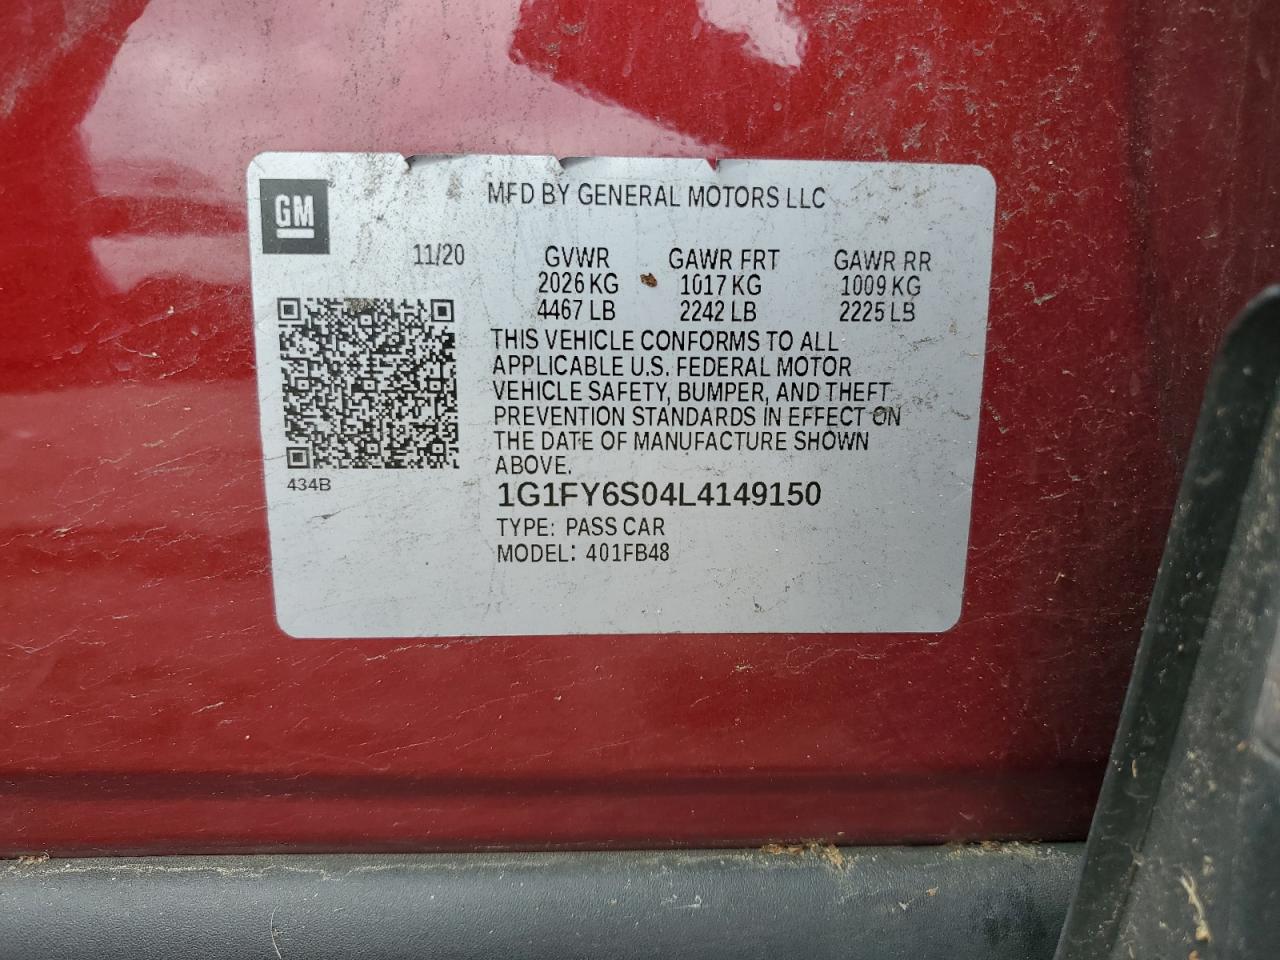 MFD BY GENERAL MOTORS LLC
GM
11/20
GVWR GAWR FRT GAWR RR
2026 KG 1017 KG 1009 KG
4467 LB 2242 LB 2225 LB
THIS VEHICLE CONFORMS TO ALL
APPLICABLE U.S. FEDERAL MOTOR
VEHICLE SAFETY, BUMPER, AND THEFT
PREVENTION STANDARDS IN EFFECT ON
THE DATE OF MANUFACTURE SHOWN
ABOVE.
434B
1G1FY6S04L4149150
TYPE: PASS CAR
MODEL: 401FB48